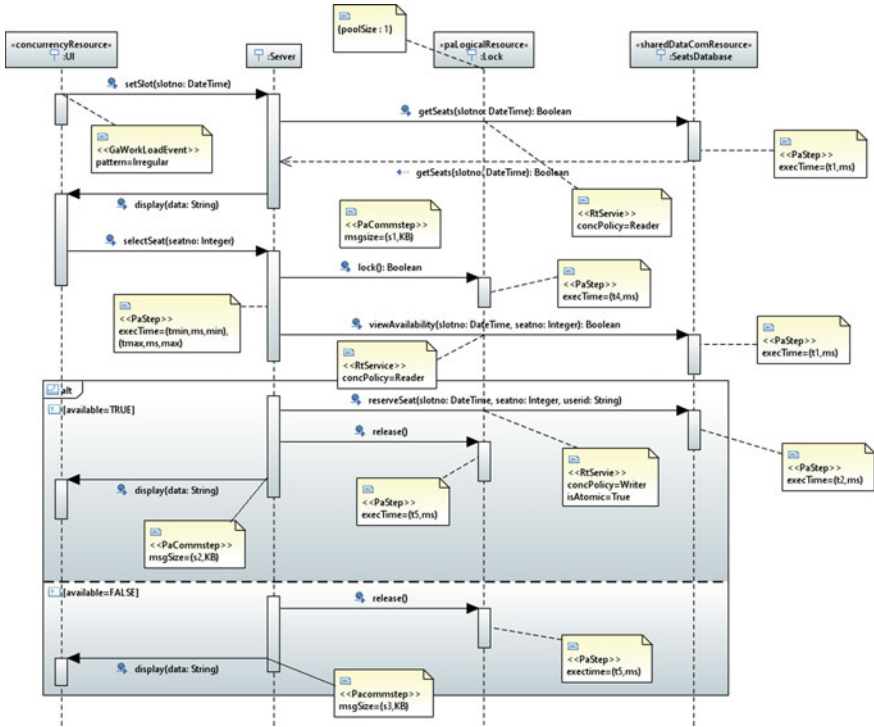 {poolSize : 1}
«concurrencyResource»
:UI
:Server
«paLogicalResource»
:Lock
«sharedDataComResource»
:SeatsDatabase
setSlot(slotno: DateTime)
getSeats(slotno: DateTime): Boolean
<<GaWorkLoadEvent>>
pattern=Irregular
<<PaStep>>
execTime=(t1,ms)
getSeats(slotno: DateTime): Boolean
display(data: String)
<<PaCommstep>>
msgsize=(s1,KB)
<<RtServie>>
concPolicy=Reader
selectSeat(seatno: Integer)
lock(): Boolean
<<PaStep>>
execTime=(t4,ms)
<<PaStep>>
execTime=(tmin,ms,min),
(tmax,ms,max)
viewAvailability(slotno: DateTime, seatno: Integer): Boolean
<<PaStep>>
execTime=(t1,ms)
<<RtService>>
concPolicy=Reader
alt
[available=TRUE]
reserveSeat(slotno: DateTime, seatno: Integer, userid: String)
release()
<<RtServie>>
concPolicy=Writer
isAtomic=True
<<PaStep>>
execTime=(t2,ms)
display(data: String)
<<PaStep>>
execTime=(t5,ms)
<<PaCommstep>>
msgSize=(s2,KB)
[available=FALSE]
release()
<<PaStep>>
exectime=(t5,ms)
display(data: String)
<<Pacommstep>>
msgSize=(s3,KB)